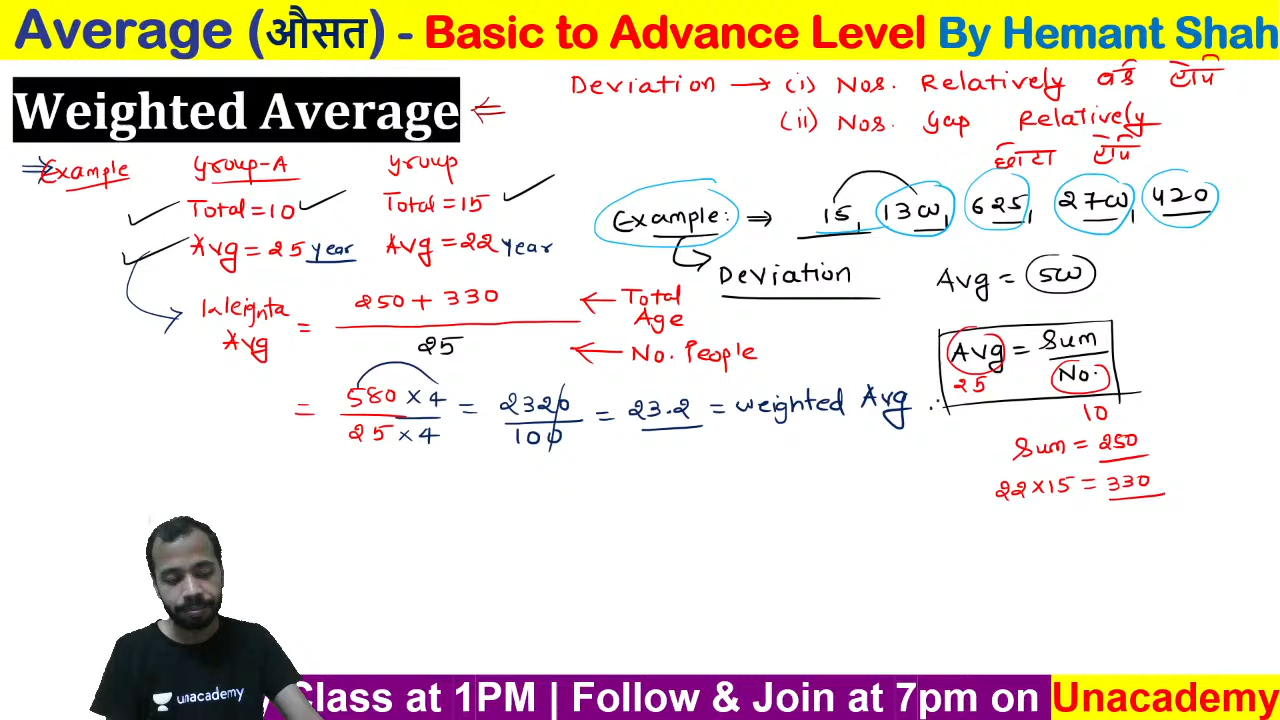 Average (औसत) - Basic to Advance Level By Hemant Shah
Weighted Average
Deviation → (i) Nos. Relatively बड़े होंगे
(ii) Nos. gap Relatively
छोटा होंगे
⇒ Example Group-A Group
Total = 10 Total = 15
Avg = 25 year Avg = 22 year
Avg = 250 + 330 / 25
← Total Age
← No. People
= 580 × 4 / 25 × 4 = 2320 / 100 = 23.2 = weighted Avg
Example: ⇒ 15, 1300, 625, 2700, 420
Deviation
Avg = 500
Avg = Sum / No.
25
10
Sum = 250
22×15 = 330
unacademy
Class at 1PM | Follow & Join at 7pm on Unacademy